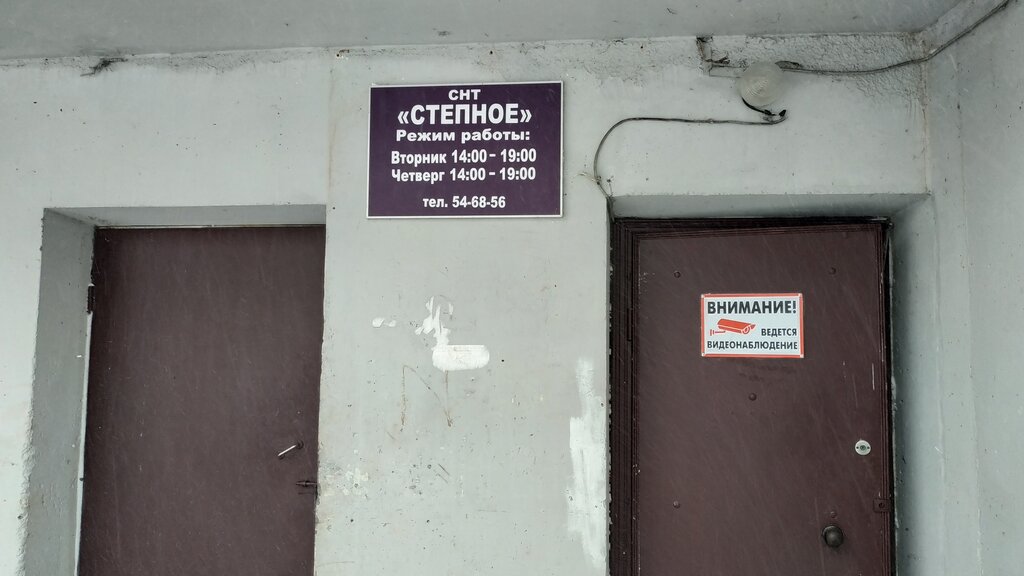 СНТ
«СТЕПНОЕ»
Режим работы:
Вторник 14:00 - 19:00
Четверг 14:00 - 19:00
тел. 54-68-56
ВНИМАНИЕ!
ВЕДЕТСЯ
ВИДЕОНАБЛЮДЕНИЕ